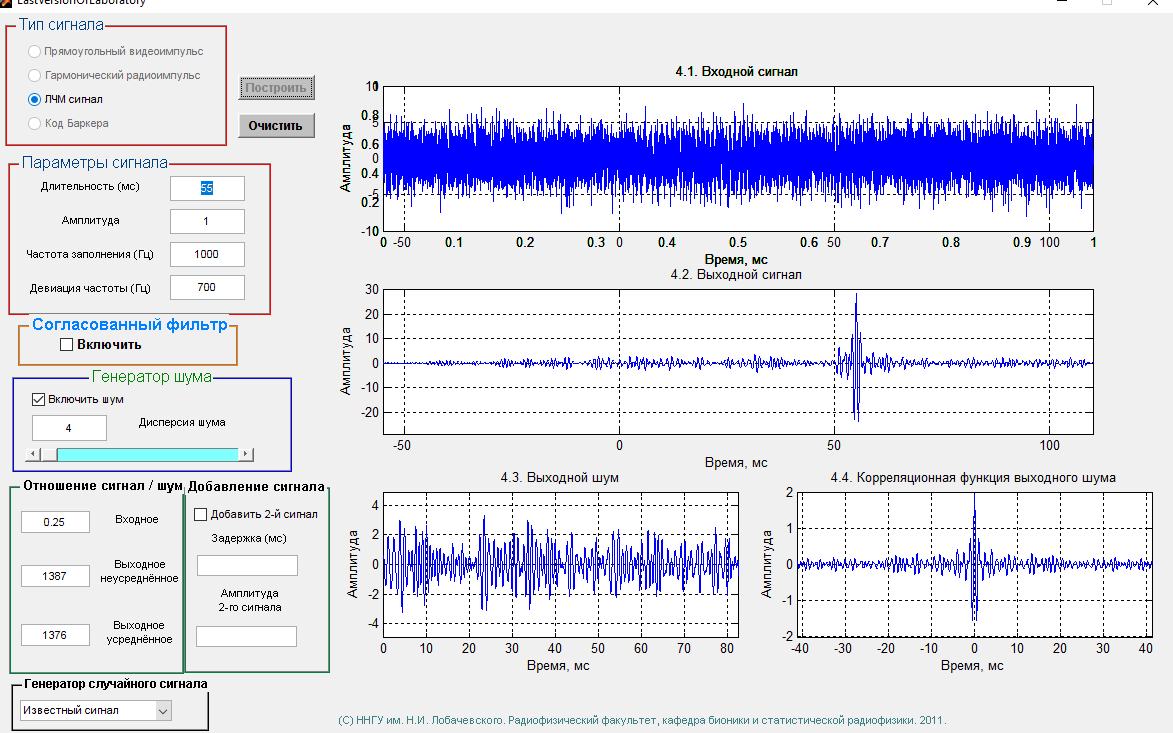 LastVersionOfLaboratory
Тип сигнала
Прямоугольный видеоимпульс
Гармонический радиоимпульс
ЛЧМ сигнал
Код Баркера
Построить
Очистить
Параметры сигнала
Длительность (мс)
55
Амплитуда
1
Частота заполнения (Гц)
1000
Девиация частоты (Гц)
700
Согласованный фильтр
Включить
Генератор шума
Включить шум
4
Дисперсия шума
Отношение сигнал / шум
0.25
Входное
1387
Выходное
неусреднённое
1376
Выходное
усреднённое
Добавление сигнала
Добавить 2-й сигнал
Задержка (мс)
Амплитуда
2-го сигнала
Генератор случайного сигнала
Известный сигнал
4.1. Входной сигнал
Амплитуда
10
1
0.8
5
0.6
0
0.4
-5
0.2
-10
0 -50 0.1 0.2 0.3 0 0.4 0.5 0.6 50 0.7 0.8 0.9 100 1
Время, мс
4.2. Выходной сигнал
Амплитуда
30
20
10
0
-10
-20
-50 0 50 100
Время, мс
4.3. Выходной шум
Амплитуда
4
2
0
-2
-4
0 10 20 30 40 50 60 70 80
Время, мс
4.4. Корреляционная функция выходного шума
Амплитуда
2
1
0
-1
-2
-40 -30 -20 -10 0 10 20 30 40
Время, мс
(C) ННГУ им. Н.И. Лобачевского. Радиофизический факультет, кафедра бионики и статистической радиофизики. 2011.